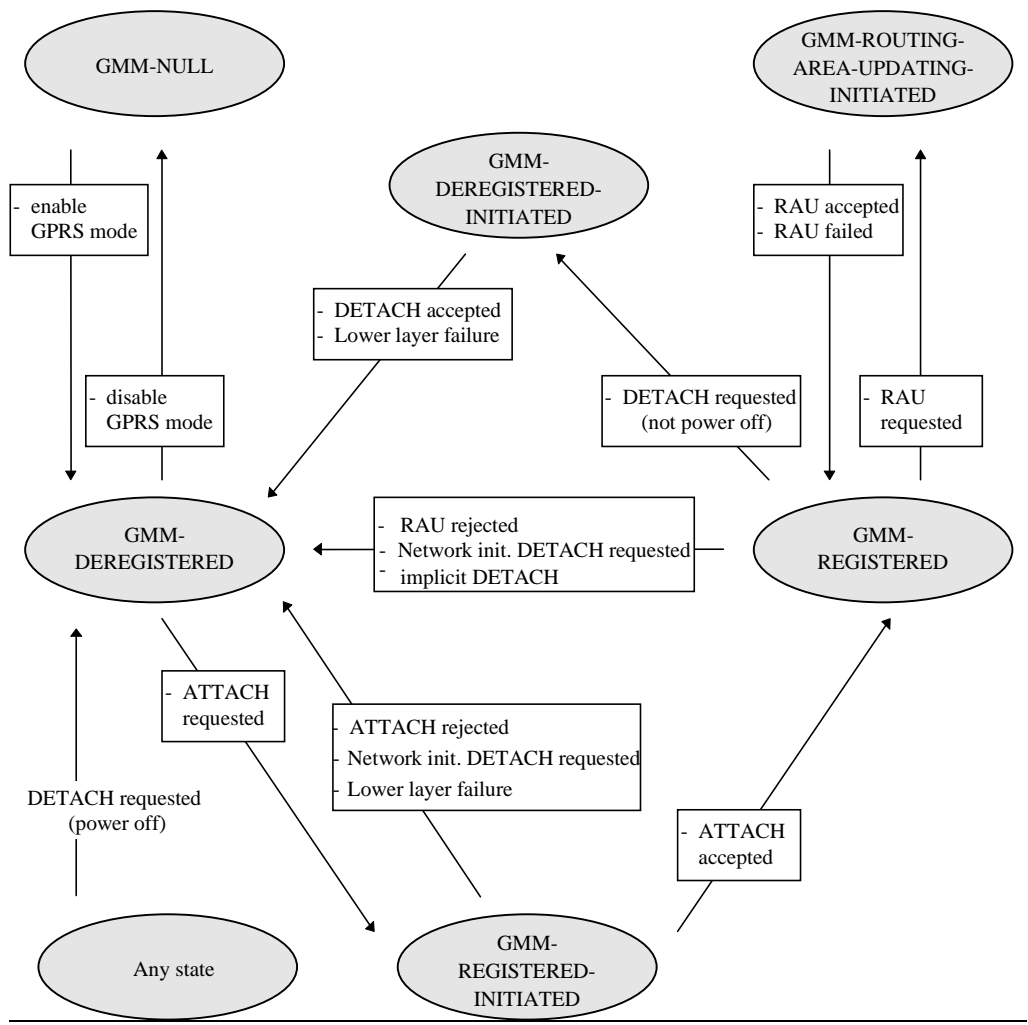 GMM-NULL
GMM-ROUTING-
AREA-UPDATING-
INITIATED
GMM-
DEREGISTERED-
INITIATED
- enable
GPRS mode
- RAU accepted
- RAU failed
- DETACH accepted
- Lower layer failure
- disable
GPRS mode
- DETACH requested
(not power off)
- RAU
requested
GMM-
DEREGISTERED
- RAU rejected
- Network init. DETACH requested
- implicit DETACH
GMM-
REGISTERED
- ATTACH
requested
- ATTACH rejected
- Network init. DETACH requested
- Lower layer failure
DETACH requested
(power off)
- ATTACH
accepted
Any state
GMM-
REGISTERED-
INITIATED